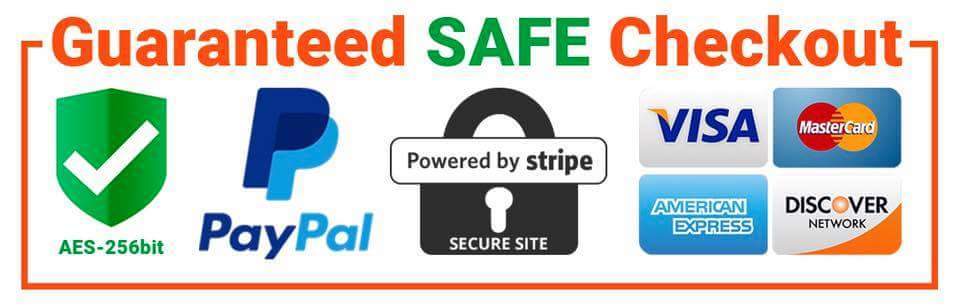 Guaranteed SAFE Checkout
AES-256bit
PayPal
Powered by stripe
SECURE SITE
VISA
MasterCard
AMERICAN
EXPRESS
DISCOVER
NETWORK